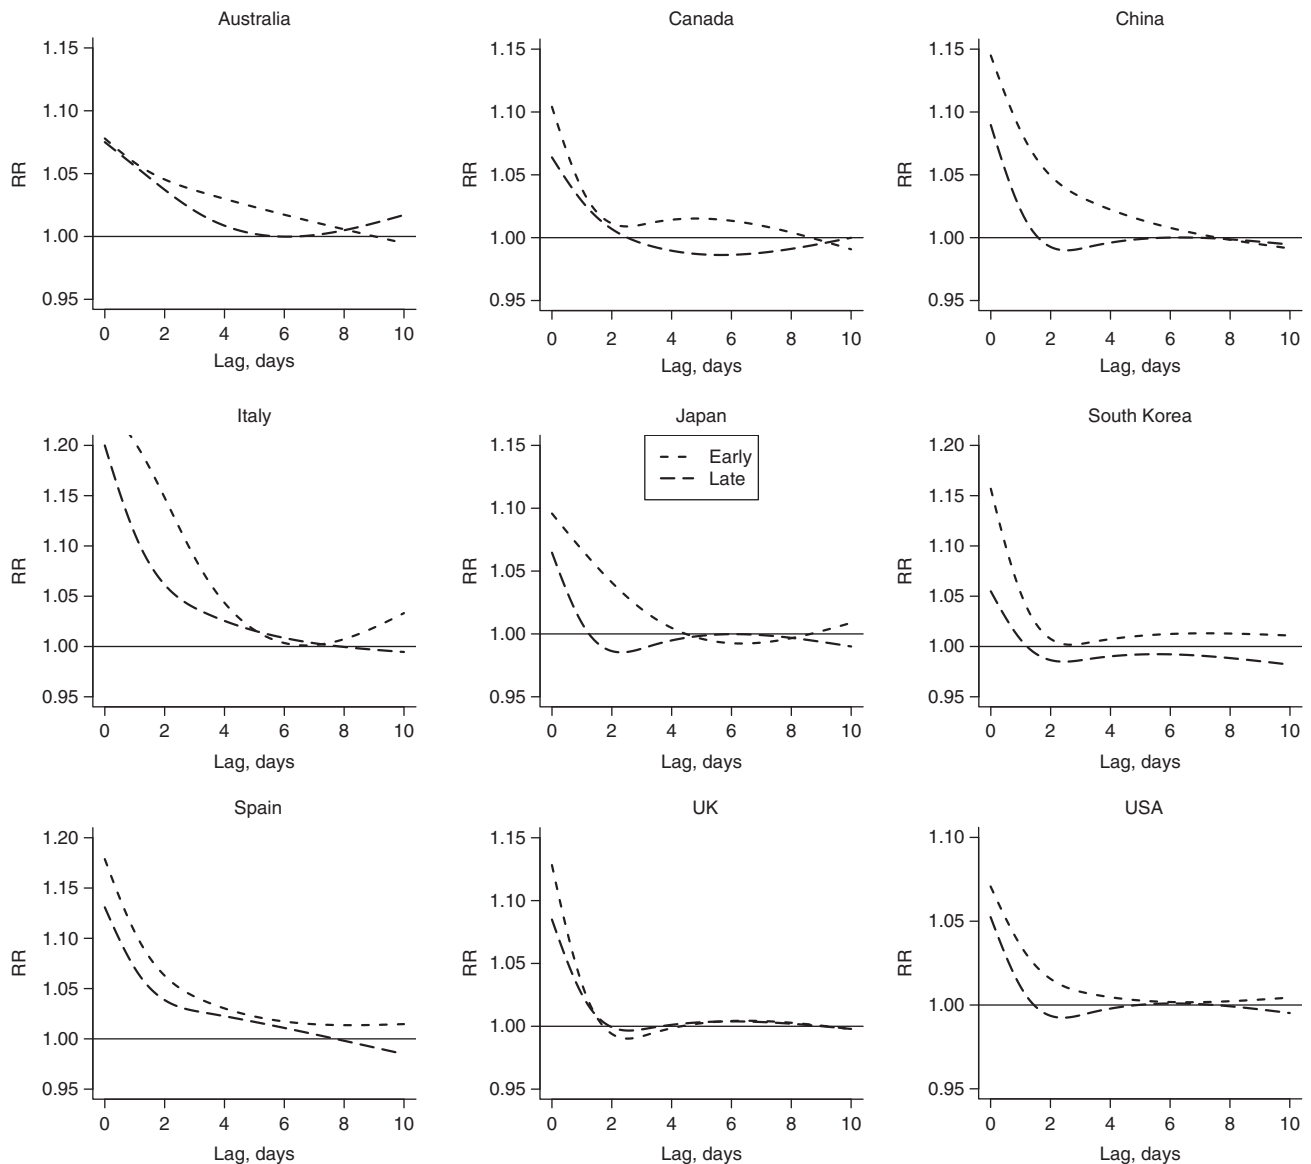 Australia
Canada
China
1.15
1.10
1.05
1.00
0.95
RR
0 2 4 6 8 10
Lag, days
1.15
1.10
1.05
1.00
0.95
RR
0 2 4 6 8 10
Lag, days
1.15
1.10
1.05
1.00
0.95
RR
0 2 4 6 8 10
Lag, days
Italy
Japan
South Korea
1.20
1.15
1.10
1.05
1.00
0.95
RR
0 2 4 6 8 10
Lag, days
1.15
1.10
1.05
1.00
0.95
RR
Early
Late
0 2 4 6 8 10
Lag, days
1.20
1.15
1.10
1.05
1.00
0.95
RR
0 2 4 6 8 10
Lag, days
Spain
UK
USA
1.20
1.15
1.10
1.05
1.00
0.95
RR
0 2 4 6 8 10
Lag, days
1.15
1.10
1.05
1.00
0.95
RR
0 2 4 6 8 10
Lag, days
1.10
1.05
1.00
0.95
RR
0 2 4 6 8 10
Lag, days